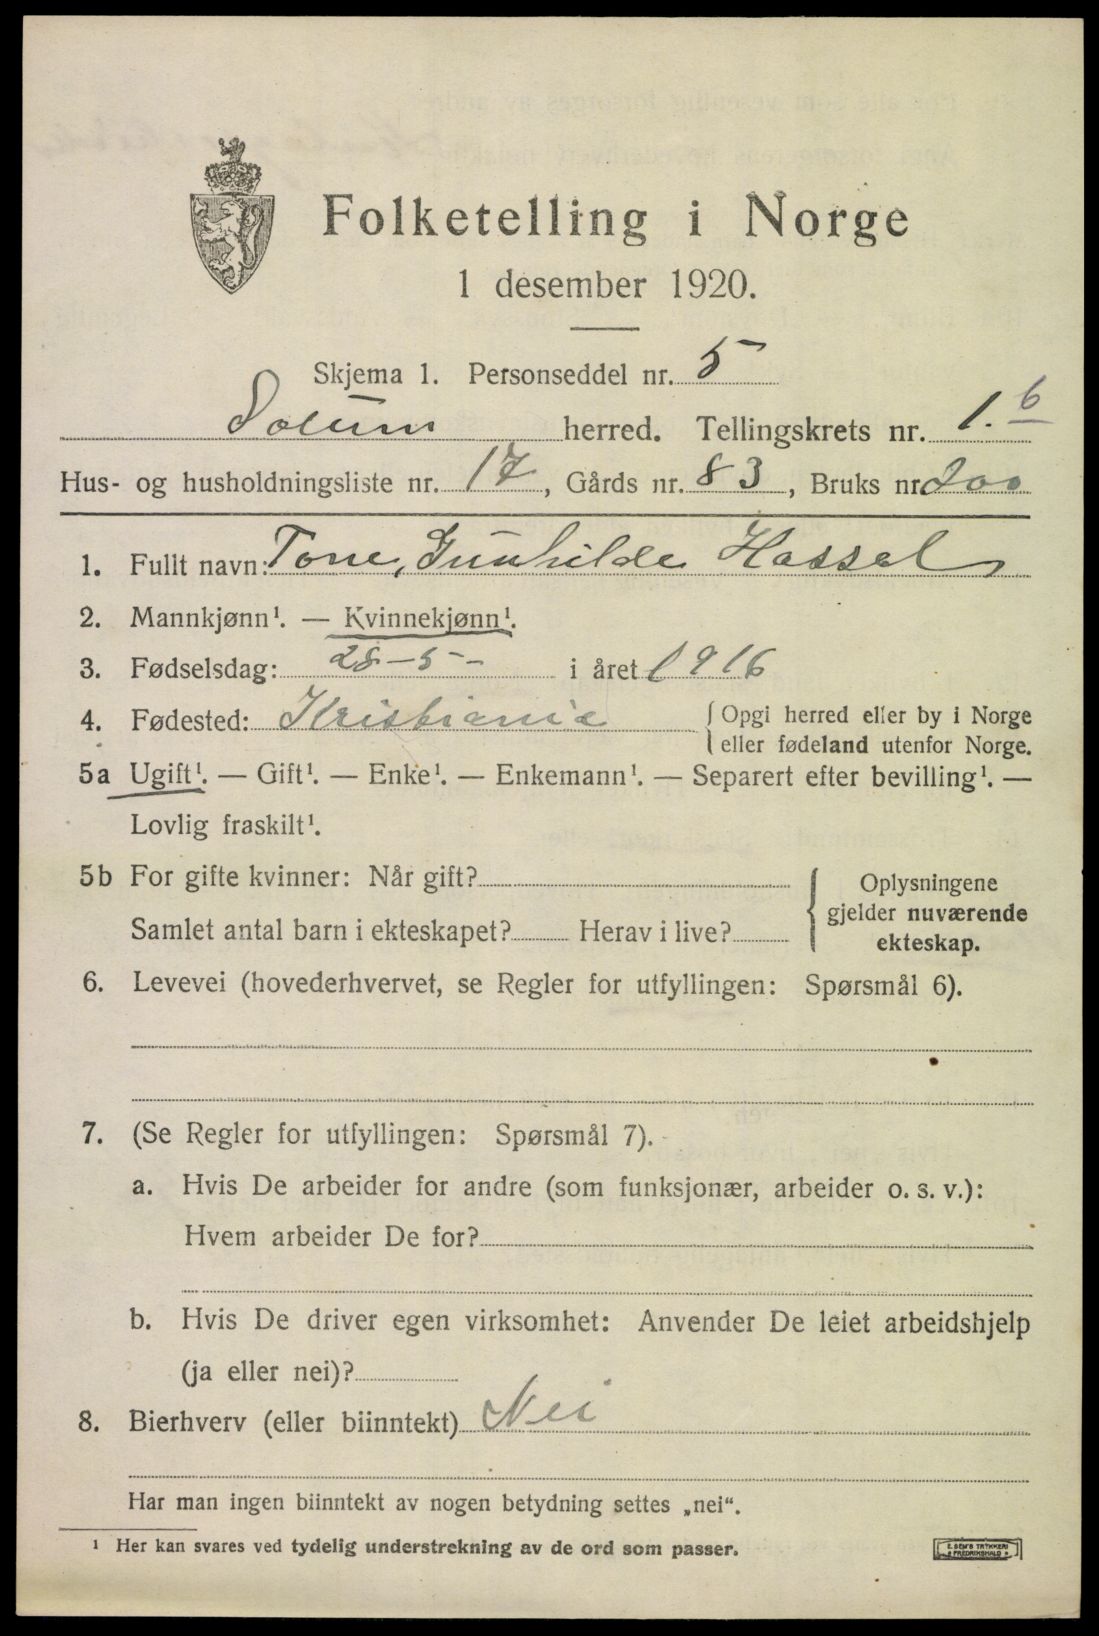 Folketelling i Norge
1 desember 1920.
Skjema 1. Personseddel nr. 5
Solum herred. Tellingskrets nr. 1. b
Hus- og husholdningsliste nr. 17, Gårds nr. 83, Bruks nr. 200
1. Fullt navn: Tone, Gunhilde Hassel
2. Mannkjønn¹. — Kvinnekjønn¹.
3. Fødselsdag: 28-5- i året 1916
4. Fødested: Kristiania {Opgi herred eller by i Norge
eller fødeland utenfor Norge.
5a Ugift¹. — Gift¹. — Enke¹. — Enkemann¹. — Separert efter bevilling¹. —
Lovlig fraskilt¹.
5b For gifte kvinner: Når gift? { Oplysningene
gjelder nuværende
Samlet antal barn i ekteskapet? Herav i live? ekteskap.
6. Levevei (hovederhvervet, se Regler for utfyllingen: Spørsmål 6).
7. (Se Regler for utfyllingen: Spørsmål 7).
a. Hvis De arbeider for andre (som funksjonær, arbeider o. s. v.):
Hvem arbeider De for?
b. Hvis De driver egen virksomhet: Anvender De leiet arbeidshjelp
(ja eller nei)?
8. Bierhverv (eller biinntekt) Nei
Har man ingen biinntekt av nogen betydning settes „nei“.
¹ Her kan svares ved tydelig understrekning av de ord som passer.
E. SEM'S TRYKKERI
FREDRIKSHALD